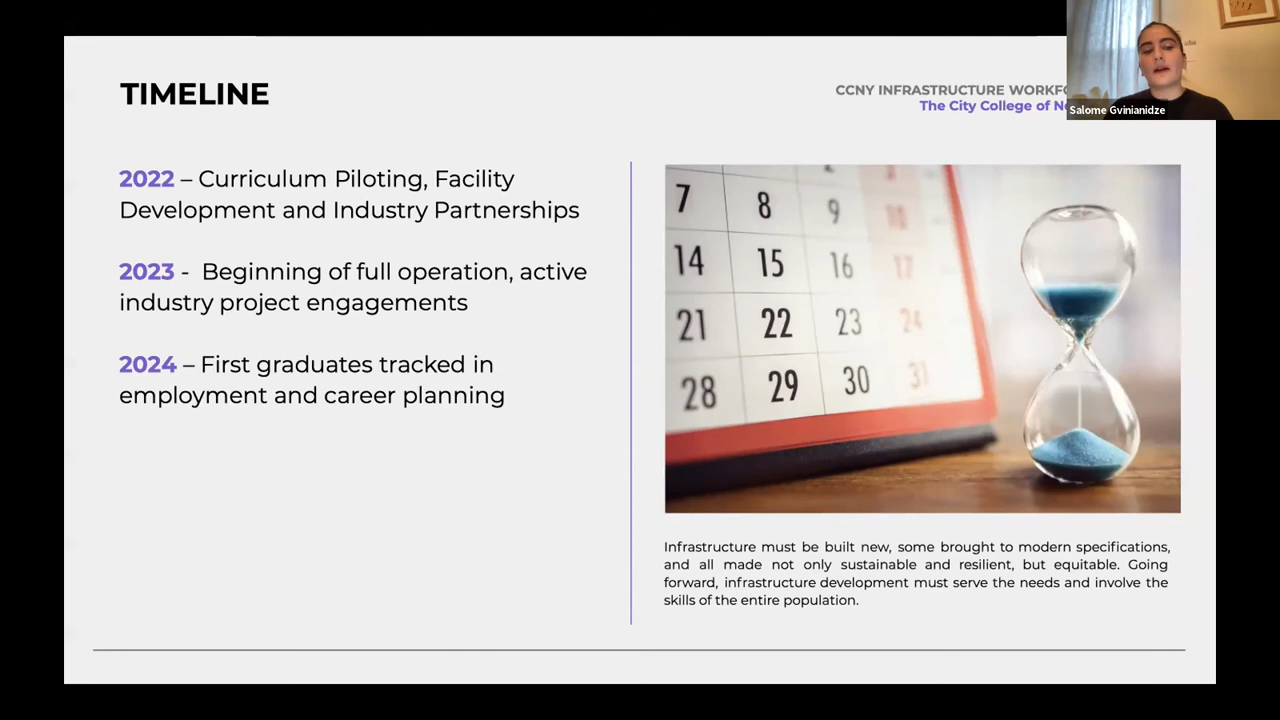 TIMELINE
CCNY INFRASTRUCTURE
The City College of
Salome Gvinianidze
2022 – Curriculum Piloting, Facility
Development and Industry Partnerships
2023 - Beginning of full operation, active
industry project engagements
2024 – First graduates tracked in
employment and career planning
7 8 9 10
14 15 16 17
21 22 23 24
28 29 30 31
Infrastructure must be built new, some brought to modern specifications,
and all made not only sustainable and resilient, but equitable. Going
forward, infrastructure development must serve the needs and involve the
skills of the entire population.